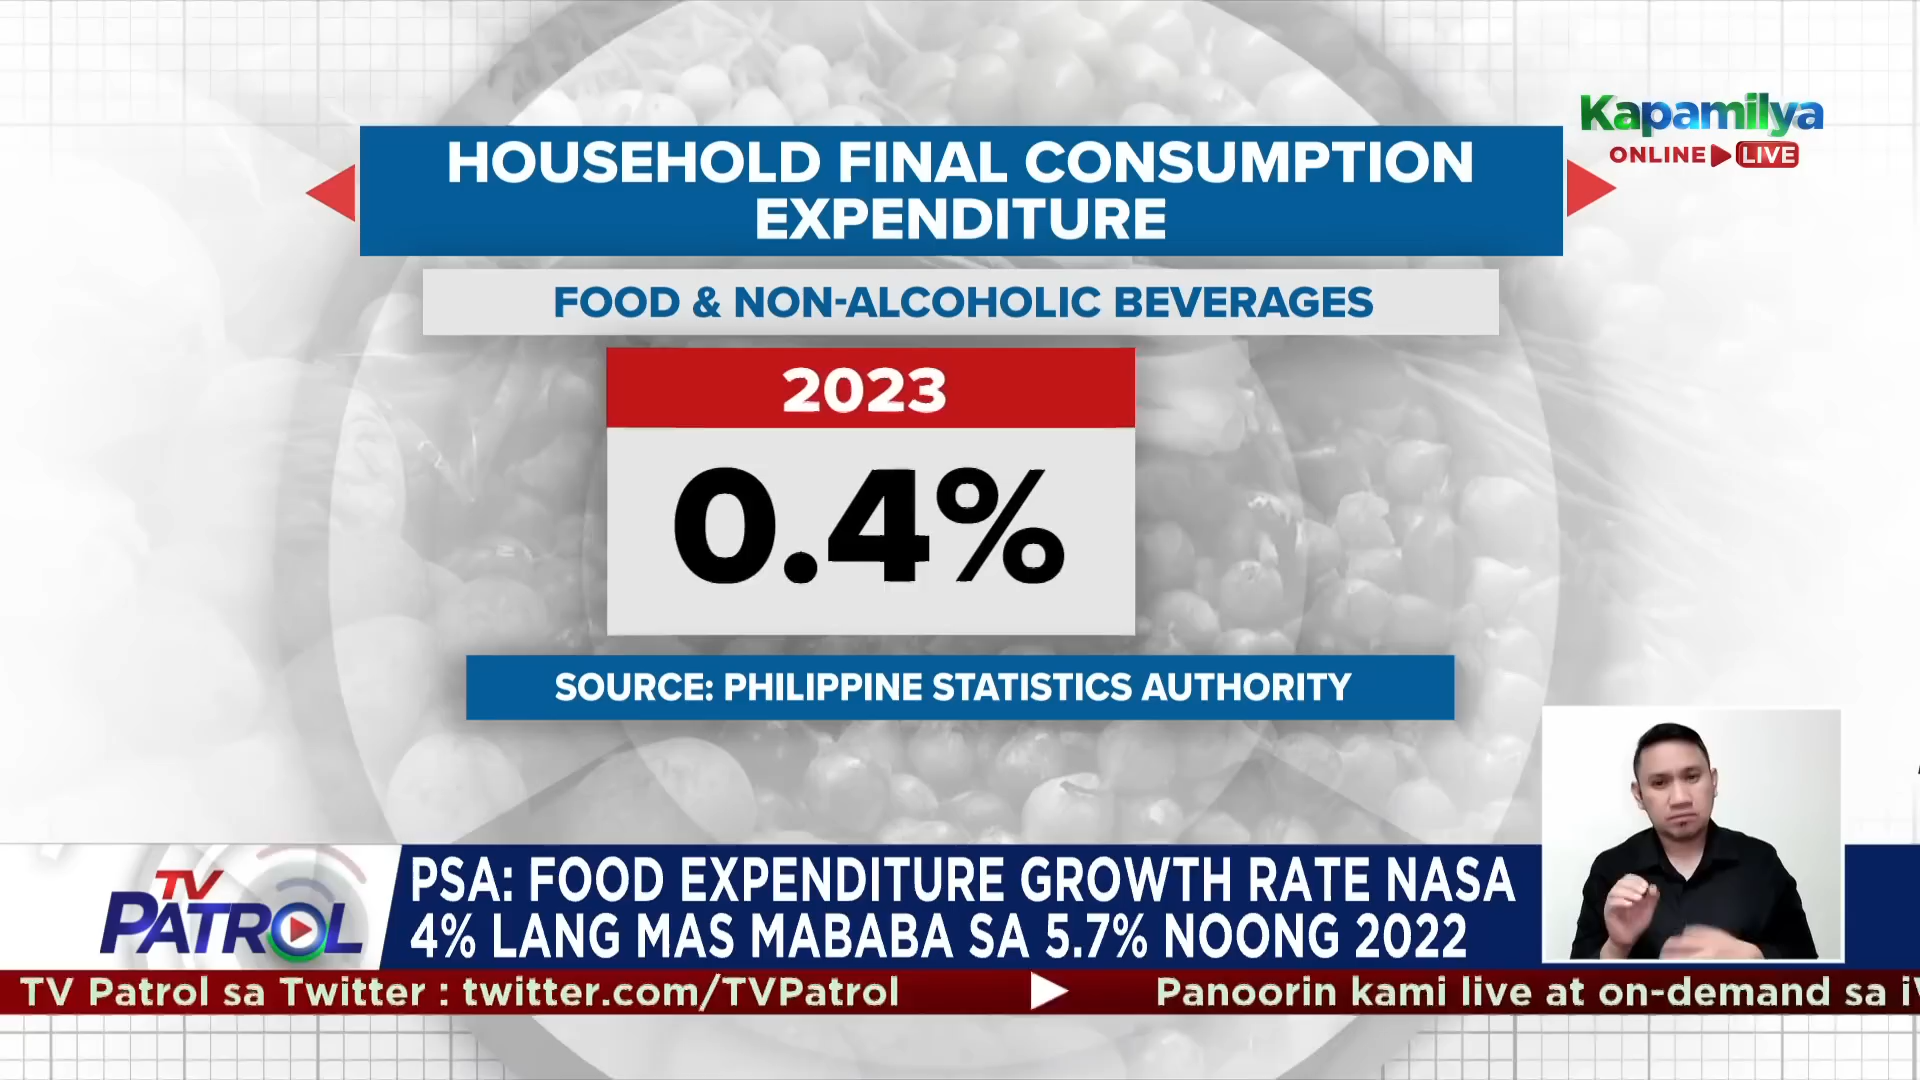 Kapamilya
ONLINE LIVE
HOUSEHOLD FINAL CONSUMPTION
EXPENDITURE
FOOD & NON-ALCOHOLIC BEVERAGES
2023
0.4%
SOURCE: PHILIPPINE STATISTICS AUTHORITY
TV PATROL
PSA: FOOD EXPENDITURE GROWTH RATE NASA
4% LANG MAS MABABA SA 5.7% NOONG 2022
TV Patrol sa Twitter : twitter.com/TVPatrol
Panoorin kami live at on-demand sa